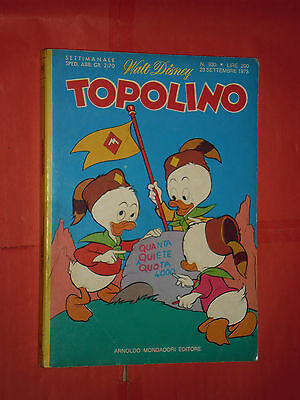 SETTIMANALE
SPED. ABB. GR. 2/70
Walt Disney
N. 930 * LIRE 200
23 SETTEMBRE 1973
TOPOLINO
M
QUANTA
QUIETE
A
QUOTA
4000
ARNOLDO MONDADORI EDITORE